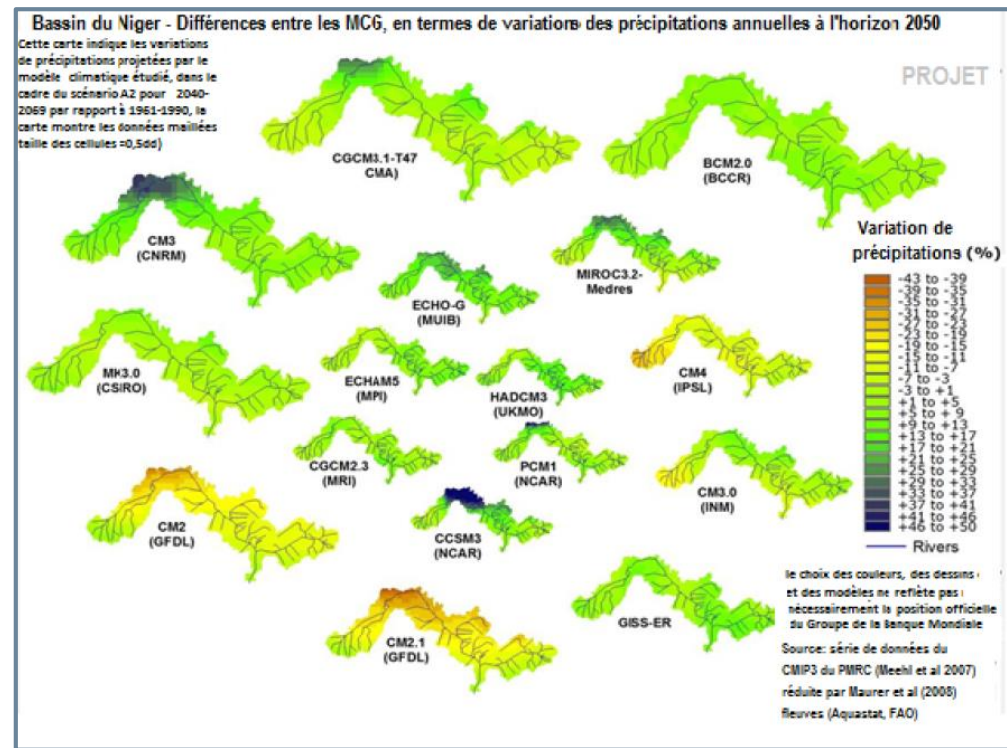 Bassin du Niger - Différences entre les MCG, en termes de variations des précipitations annuelles à l'horizon 2050
Cette carte indique les variations
de précipitations projetées par le
modèle climatique étudié, dans le
cadre du scénario A2 pour 2040-
2069 par rapport à 1961-1990, la
carte montre les données maillées
taille des cellules =0,5dd)
PROJET
CGCM3.1-T47
CMA)
BCM2.0
(BCCR)
CM3
(CNRM)
ECHO-G
(MUIB)
MIROC3.2-
Medres
MK3.0
(CSIRO)
ECHAM5
(MPI)
HADCM3
(UKMO)
CM4
(IPSL)
CGCM2.3
(MRI)
PCM1
(NCAR)
CM3.0
(INM)
CM2
(GFDL)
CCSM3
(NCAR)
CM2.1
(GFDL)
GISS-ER
Variation de
précipitations (%)
-43 to -39
-39 to -35
-35 to -31
-31 to -27
-27 to -23
-23 to -19
-19 to -15
-15 to -11
-11 to -7
-7 to -3
-3 to +1
+1 to +5
+5 to + 9
+9 to +13
+13 to +17
+17 to +21
+21 to +25
+25 to +29
+29 to +33
+33 to +37
+37 to +41
+41 to +46
+46 to +50
Rivers
le choix des couleurs, des dessins
et des modèles ne reflète pas
nécessairement la position officielle
du Groupe de la Banque Mondiale
Source: série de données du
CMIP3 du PMRC (Meehl et al 2007)
réduite par Maurer et al (2008)
fleuves (Aquastat, FAO)